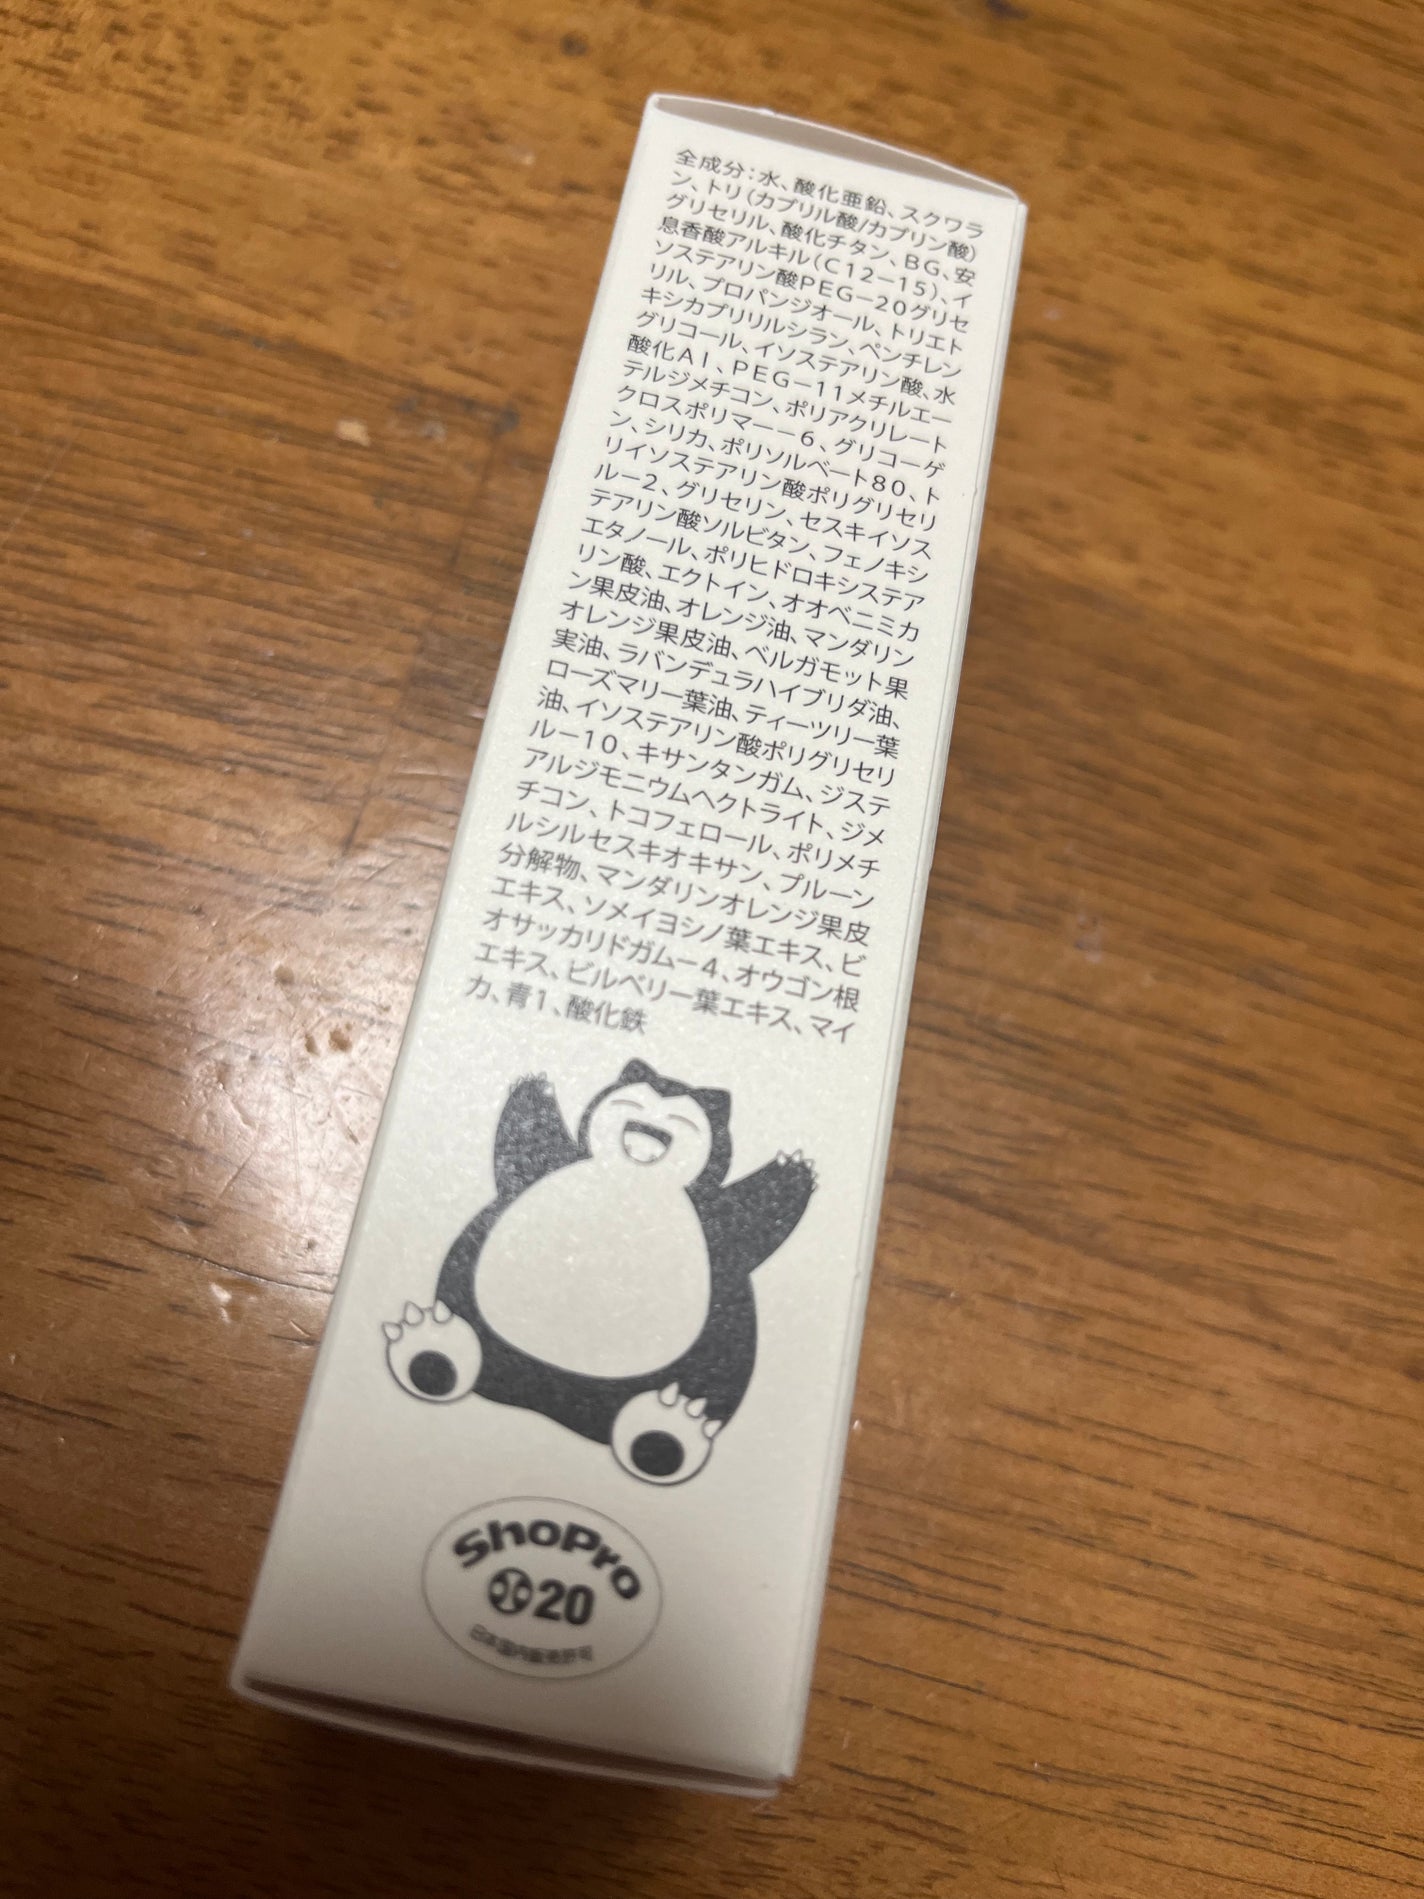 全成分：水、酸化亜鉛、スクワラ
ン、トリ（カプリル酸/カプリン酸）
グリセリル、酸化チタン、ＢＧ、安
息香酸アルキル（Ｃ１２－１５）、イ
ソステアリン酸ＰＥＧ－２０グリセ
リル、プロパンジオール、トリエト
キシカプリリルシラン、ペンチレン
グリコール、イソステアリン酸、水
酸化Ａｌ、ＰＥＧ－１１メチルエー
テルジメチコン、ポリアクリレート
クロスポリマー－６、グリコーゲ
ン、シリカ、ポリソルベート８０、ト
リイソステアリン酸ポリグリセリ
ル－２、グリセリン、セスキイソス
テアリン酸ソルビタン、フェノキシ
エタノール、ポリヒドロキシステア
リン酸、エクトイン、オオベニミカ
ン果皮油、オレンジ油、マンダリン
オレンジ果皮油、ベルガモット果
実油、ラバンデュラハイブリダ油、
ローズマリー葉油、ティーツリー葉
油、イソステアリン酸ポリグリセリ
ル－１０、キサンタンガム、ジステ
アルジモニウムヘクトライト、ジメ
チコン、トコフェロール、ポリメチ
ルシルセスキオキサン、プルーン
分解物、マンダリンオレンジ果皮
エキス、ソメイヨシノ葉エキス、ビ
オサッカリドガム－４、オウゴン根
エキス、ビルベリー葉エキス、マイ
カ、青１、酸化鉄
ShoPro
20
日本国内販売許可